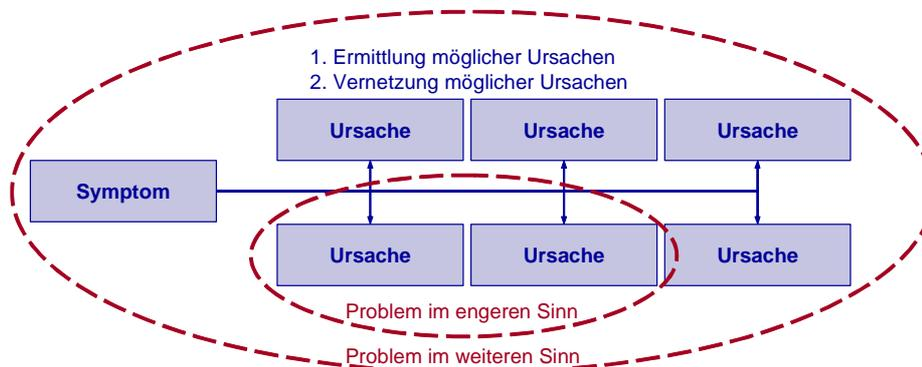 1. Ermittlung möglicher Ursachen
2. Vernetzung möglicher Ursachen
Ursache
Ursache
Ursache
Symptom
Ursache
Ursache
Ursache
Problem im engeren Sinn
Problem im weiteren Sinn